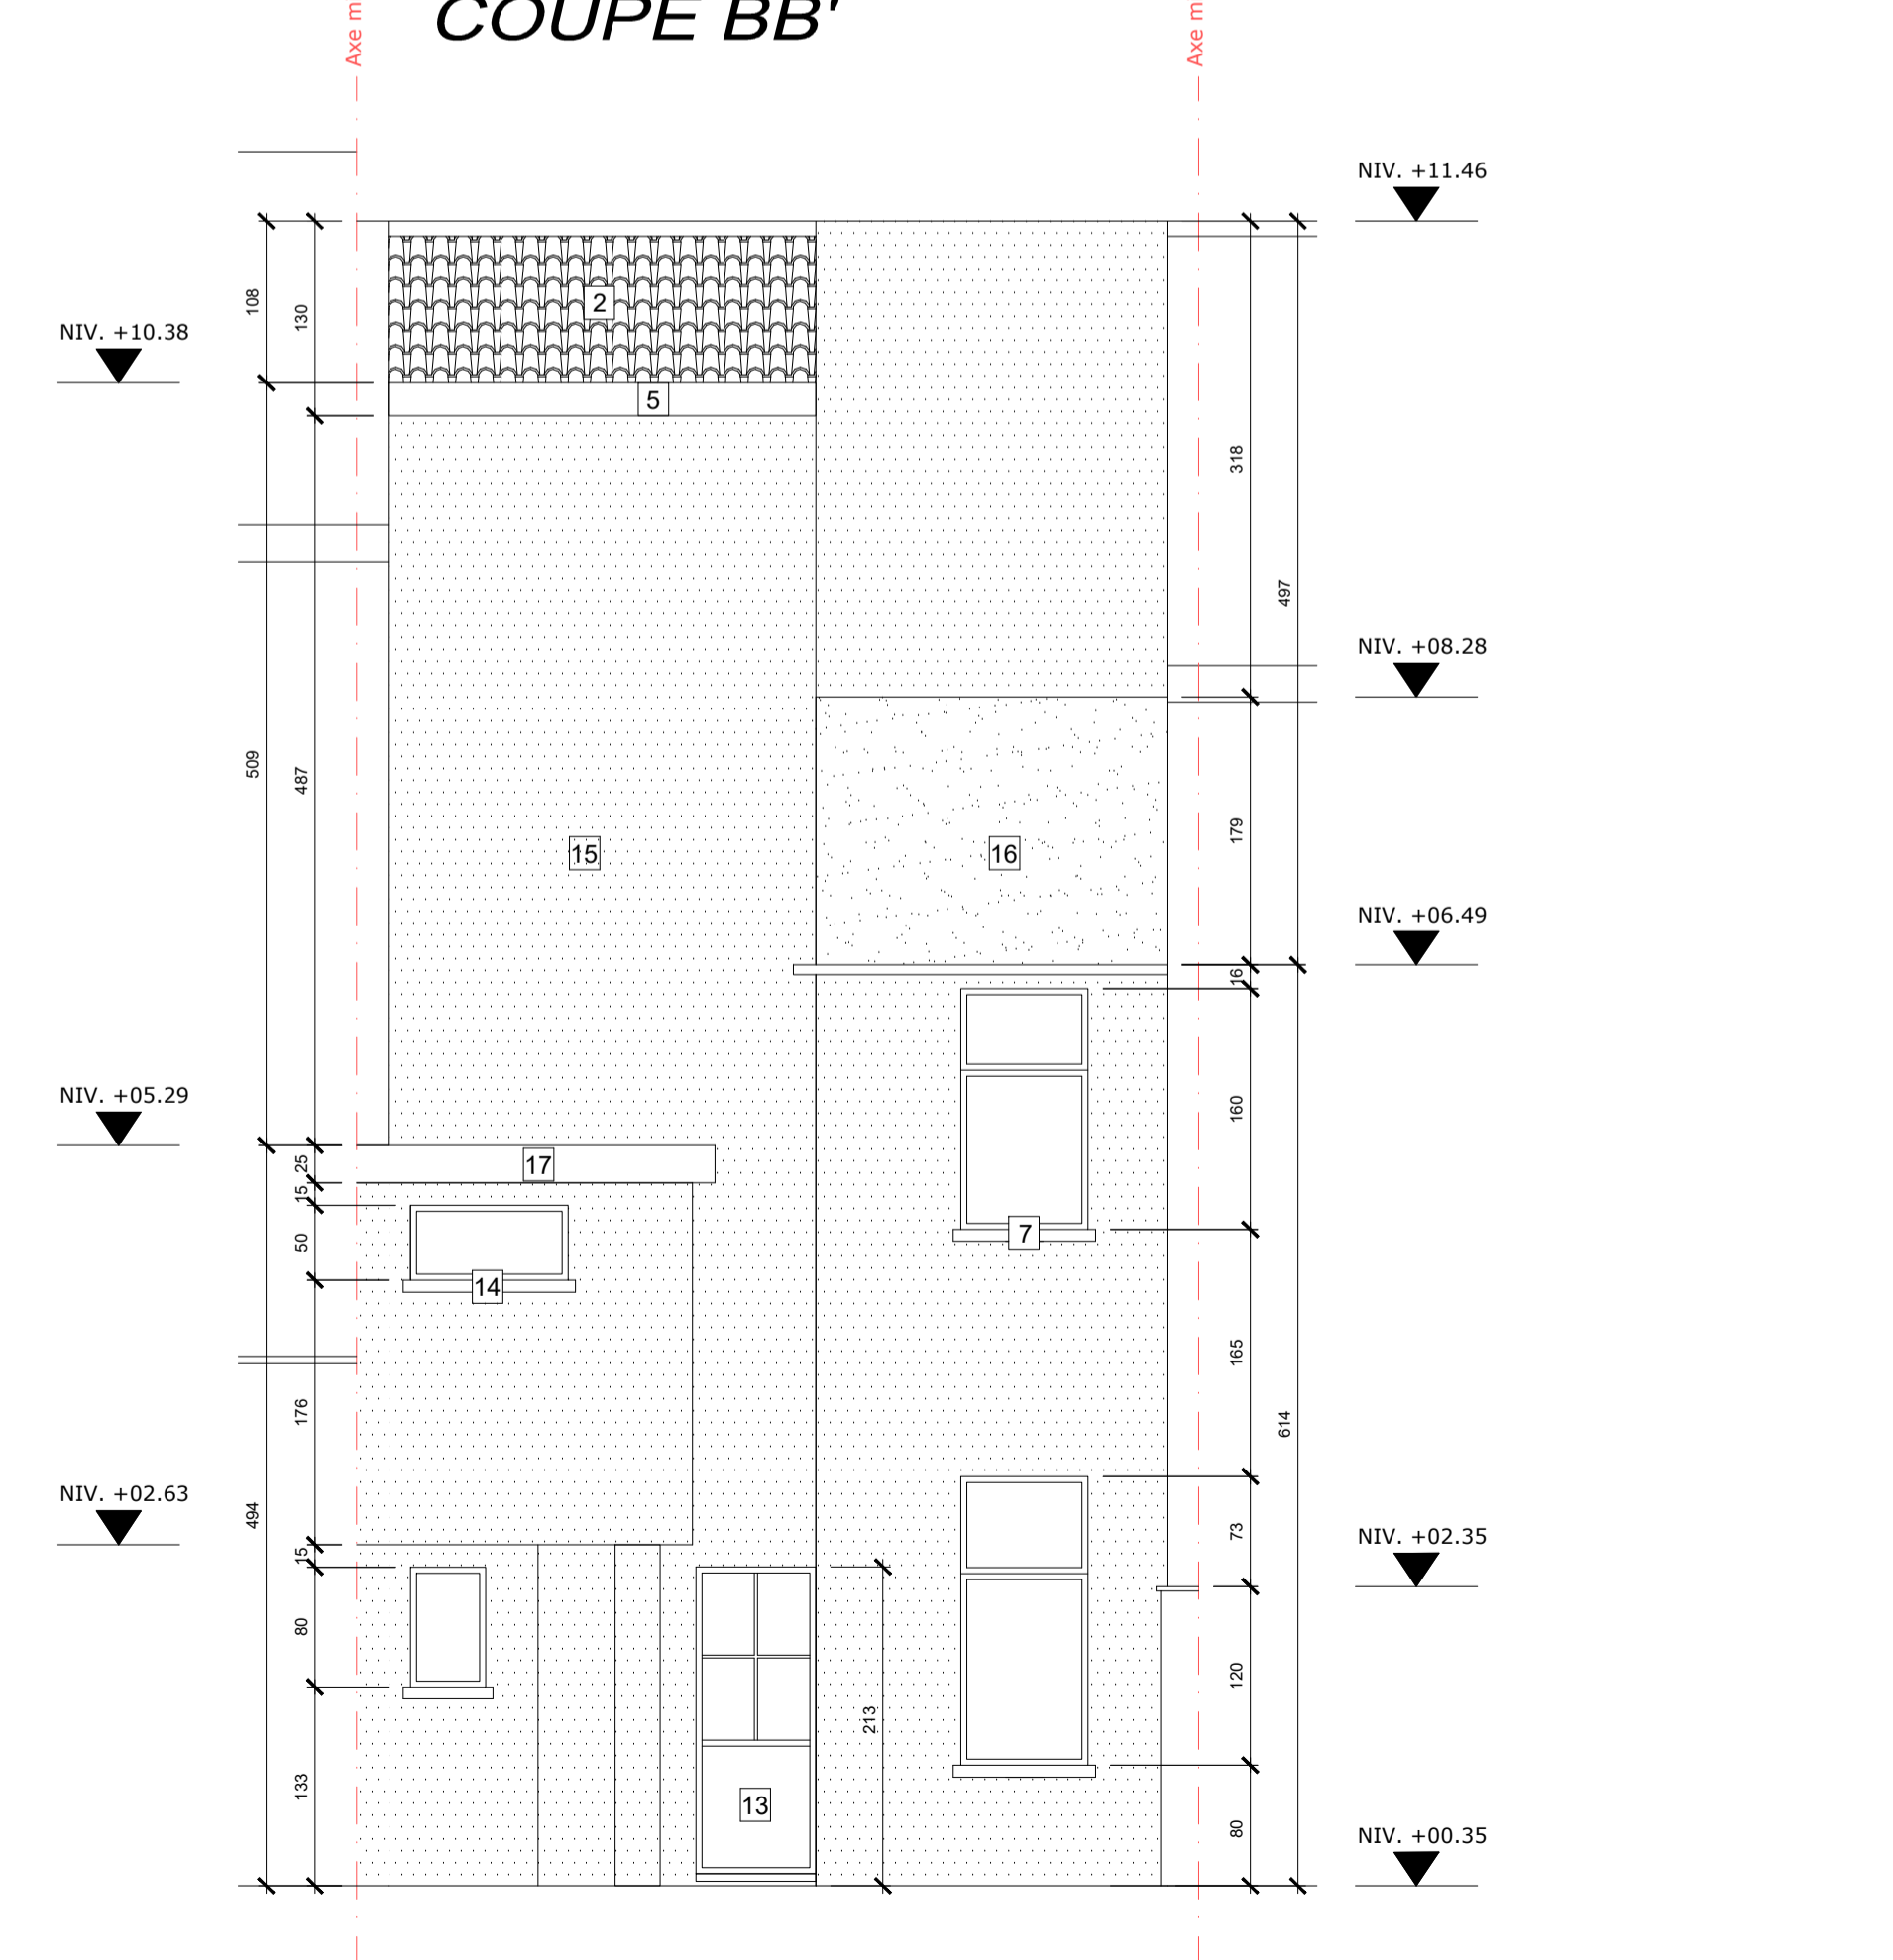 COUPE BB'
Axe m
Axe m
NIV. +11.46
108
130
2
NIV. +10.38
5
318
497
NIV. +08.28
509
487
15
16
179
NIV. +06.49
16
NIV. +05.29
25
17
160
15
50
7
14
165
176
614
NIV. +02.63
494
15
73
NIV. +02.35
80
120
213
133
13
80
NIV. +00.35